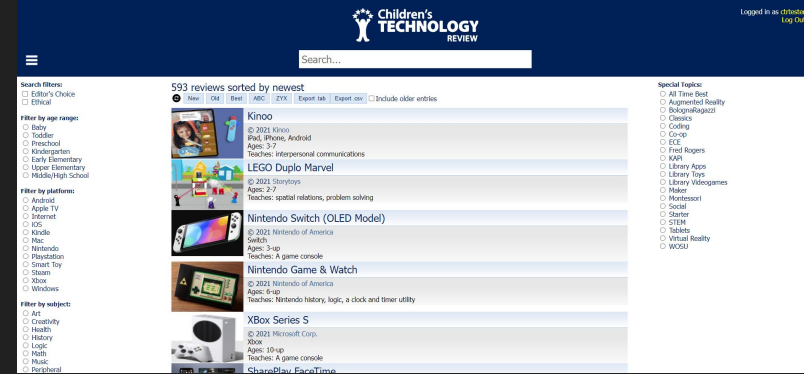 Children's
TECHNOLOGY
REVIEW
Logged in as ctrtester
Log Out
Search...
Search filters:
Editor's Choice
Ethical
Filter by age range:
Baby
Toddler
Preschool
Kindergarten
Early Elementary
Upper Elementary
Middle/High School
Filter by platform:
Android
Apple TV
Internet
iOS
Kindle
Mac
Nintendo
Playstation
Smart Toy
Steam
Xbox
Windows
Filter by subject:
Art
Creativity
Health
History
Logic
Math
Music
Peripheral
593 reviews sorted by newest
New Old Best ABC ZYX Export .tab Export .csv Include older entries
Kinoo
© 2021 Kinoo
iPad, iPhone, Android
Ages: 3-7
Teaches: interpersonal communications
LEGO Duplo Marvel
© 2021 Storytoys
Ages: 2-7
Teaches: spatial relations, problem solving
Nintendo Switch (OLED Model)
© 2021 Nintendo of America
Switch
Ages: 3-up
Teaches: A game console
Nintendo Game & Watch
© 2021 Nintendo of America
Ages: 6-up
Teaches: Nintendo history, logic, a clock and timer utility
XBox Series S
© 2021 Microsoft Corp.
Xbox
Ages: 10-up
Teaches: A game console
SharePlay FaceTime
Special Topics:
All Time Best
Augmented Reality
BolognaRagazzi
Classics
Coding
Co-op
ECE
Fred Rogers
KAPi
Library Apps
Library Toys
Library Videogames
Maker
Montessori
Social
Starter
STEM
Tablets
Virtual Reality
WOSU